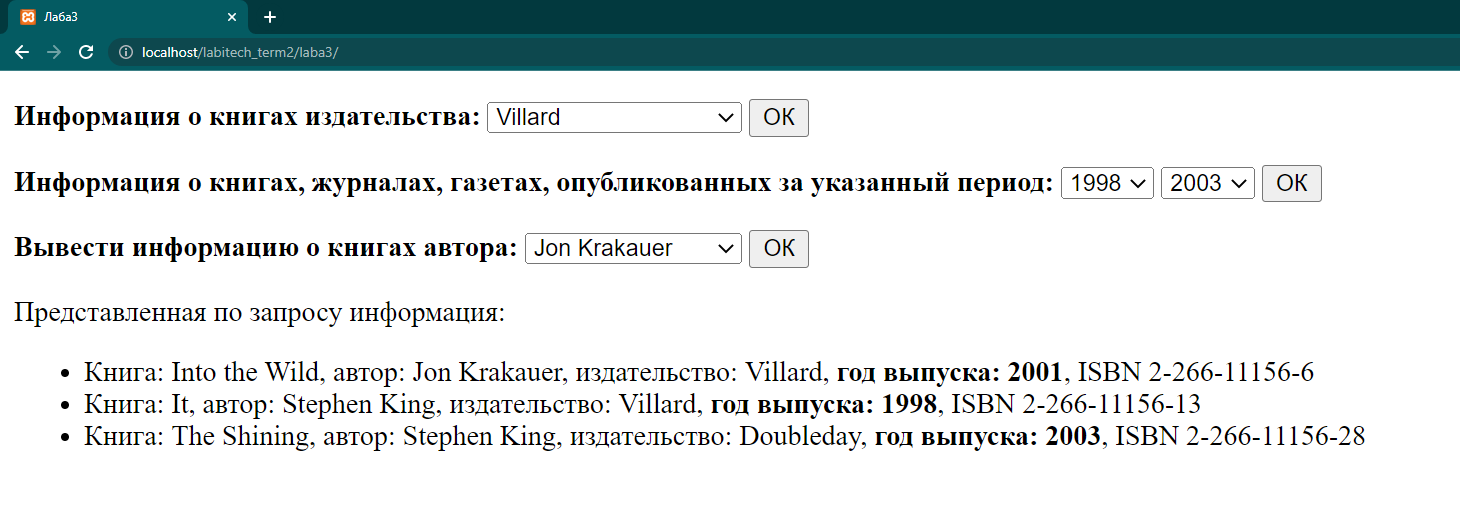 Лаба3
localhost/labitech_term2/laba3/
Информация о книгах издательства: Villard OK
Информация о книгах, журналах, газетах, опубликованных за указанный период: 1998 2003 OK
Вывести информацию о книгах автора: Jon Krakauer OK
Представленная по запросу информация:
• Книга: Into the Wild, автор: Jon Krakauer, издательство: Villard, год выпуска: 2001, ISBN 2-266-11156-6
• Книга: It, автор: Stephen King, издательство: Villard, год выпуска: 1998, ISBN 2-266-11156-13
• Книга: The Shining, автор: Stephen King, издательство: Doubleday, год выпуска: 2003, ISBN 2-266-11156-28